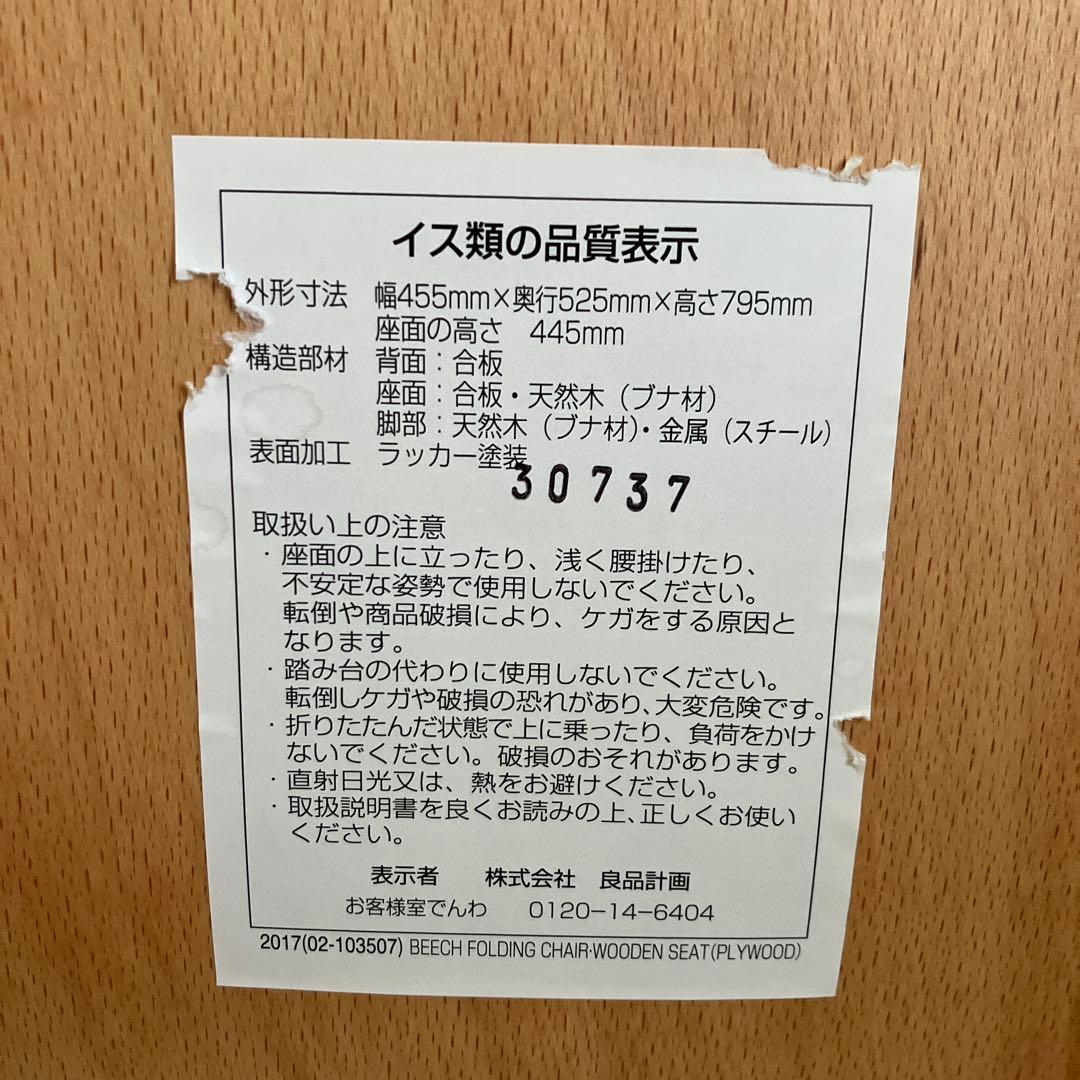 イス類の品質表示
外形寸法 幅455mm×奥行525mm×高さ795mm
座面の高さ 445mm
構造部材 背面：合板
座面：合板・天然木（ブナ材）
脚部：天然木（ブナ材）・金属（スチール）
表面加工 ラッカー塗装
30737
取扱い上の注意
・座面の上に立ったり、浅く腰掛けたり、
不安定な姿勢で使用しないでください。
転倒や商品破損により、ケガをする原因と
なります。
・踏み台の代わりに使用しないでください。
転倒しケガや破損の恐れがあり、大変危険です。
・折りたたんだ状態で上に乗ったり、負荷をかけ
ないでください。破損のおそれがあります。
・直射日光又は、熱をお避けください。
・取扱説明書を良くお読みの上、正しくお使い
ください。
表示者 株式会社 良品計画
お客様室でんわ 0120−14−6404
2017(02-103507) BEECH FOLDING CHAIR･WOODEN SEAT(PLYWOOD)